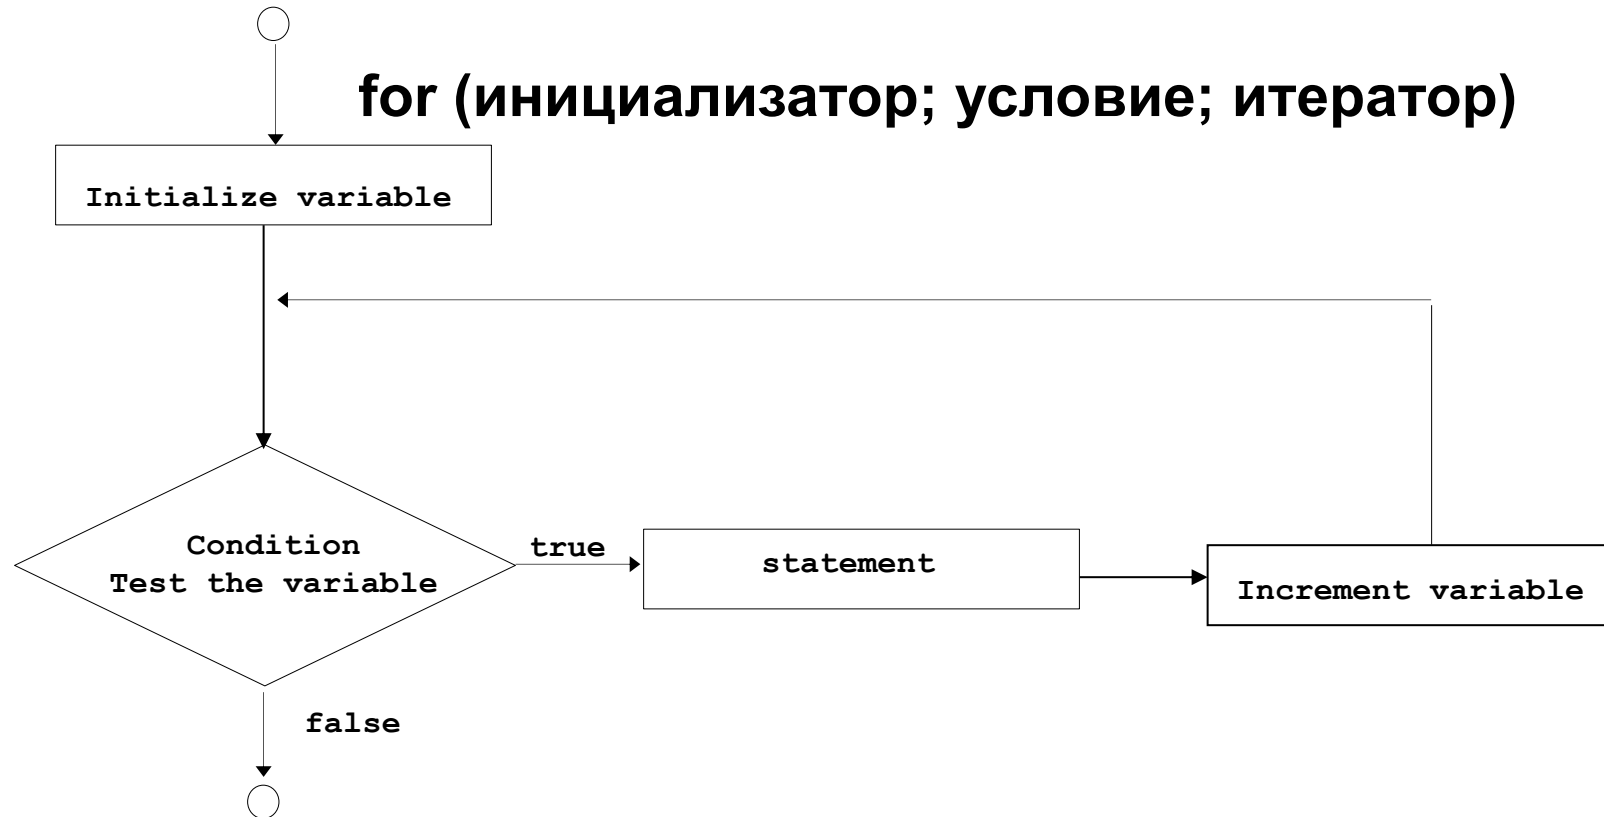 for (инициализатор; условие; итератор)
Initialize variable
Condition
Test the variable
true
statement
Increment variable
false